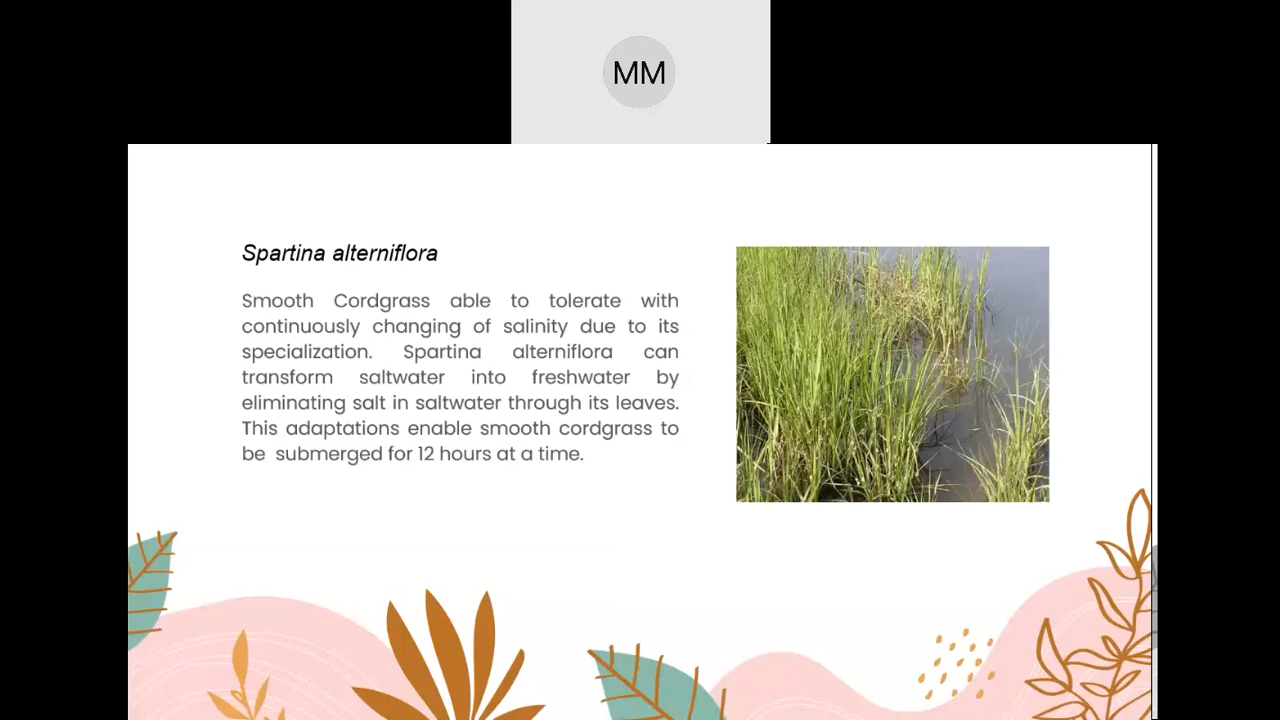 MM
Spartina alterniflora
Smooth Cordgrass able to tolerate with
continuously changing of salinity due to its
specialization. Spartina alterniflora can
transform saltwater into freshwater by
eliminating salt in saltwater through its leaves.
This adaptations enable smooth cordgrass to
be submerged for 12 hours at a time.